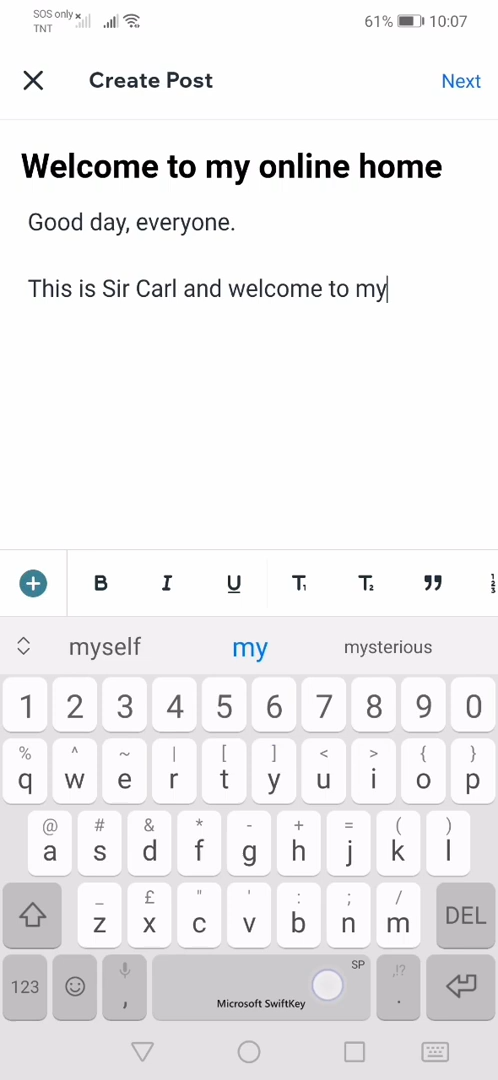 SOS only
TNT
61% 10:07
Create Post Next
Welcome to my online home
Good day, everyone.
This is Sir Carl and welcome to my
B I U T₁ T₂ "
myself my mysterious
1 2 3 4 5 6 7 8 9 0
% ^ ~ | [ ] < > { }
q w e r t y u i o p
@ # & * - + = ( )
a s d f g h j k l
_ £ " ' : ; /
z x c v b n m DEL
SP ,!?
123 , Microsoft SwiftKey .